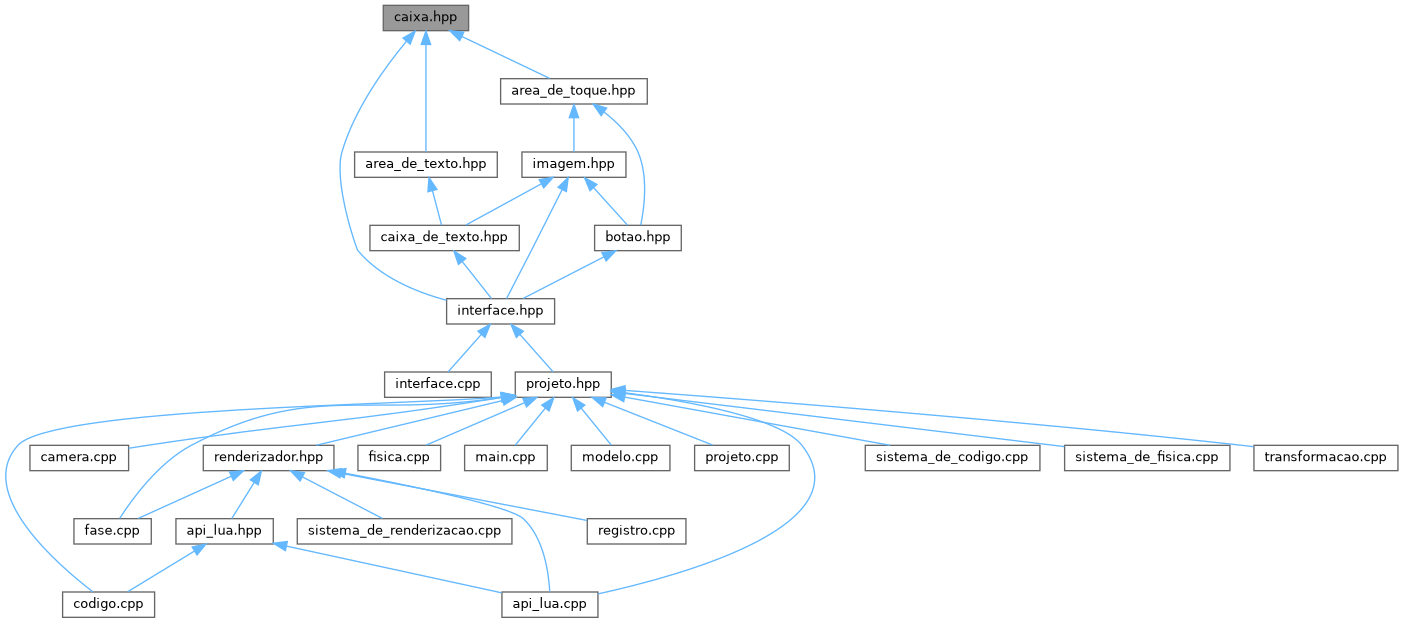 caixa.hpp
area_de_toque.hpp
area_de_texto.hpp
imagem.hpp
caixa_de_texto.hpp
botao.hpp
interface.hpp
interface.cpp
projeto.hpp
camera.cpp
renderizador.hpp
fisica.cpp
main.cpp
modelo.cpp
projeto.cpp
sistema_de_codigo.cpp
sistema_de_fisica.cpp
transformacao.cpp
fase.cpp
api_lua.hpp
sistema_de_renderizacao.cpp
registro.cpp
codigo.cpp
api_lua.cpp